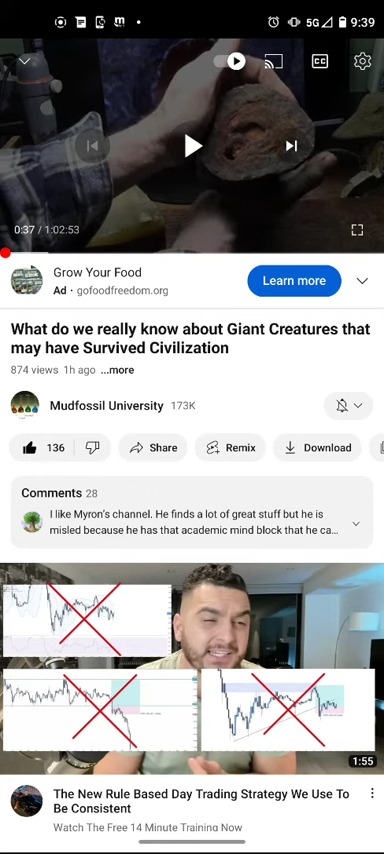 5G 9:39
CC
0:37 / 1:02:53
Grow Your Food
Ad · gofoodfreedom.org
Learn more
What do we really know about Giant Creatures that
may have Survived Civilization
874 views 1h ago ...more
Mudfossil University 173K
136 Share Remix Download
Comments 28
I like Myron's channel. He finds a lot of great stuff but he is
misled because he has that academic mind block that he ca...
1:55
The New Rule Based Day Trading Strategy We Use To
Be Consistent
Watch The Free 14 Minute Training Now